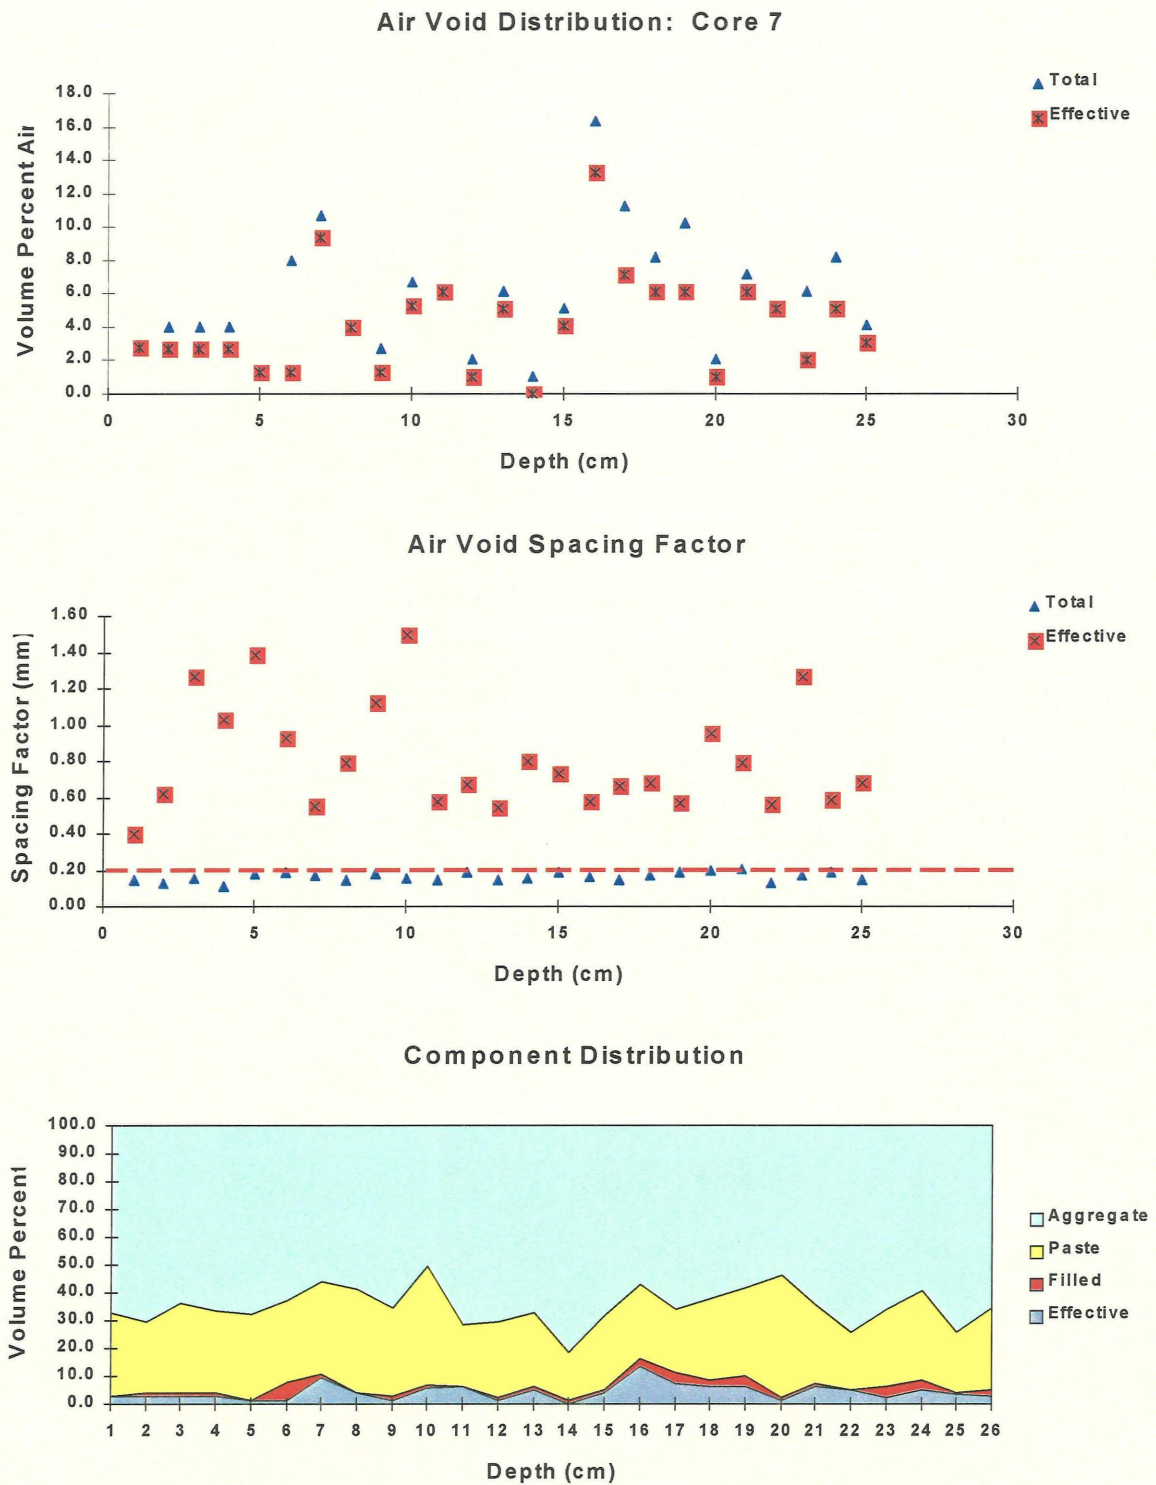 Air Void Distribution: Core 7
Total
Effective
Volume Percent Air
18.0
16.0
14.0
12.0
10.0
8.0
6.0
4.0
2.0
0.0
0 5 10 15 20 25 30
Depth (cm)
Air Void Spacing Factor
Total
Effective
Spacing Factor (mm)
1.60
1.40
1.20
1.00
0.80
0.60
0.40
0.20
0.00
0 5 10 15 20 25 30
Depth (cm)
Component Distribution
Volume Percent
100.0
90.0
80.0
70.0
60.0
50.0
40.0
30.0
20.0
10.0
0.0
Aggregate
Paste
Filled
Effective
1 2 3 4 5 6 7 8 9 10 11 12 13 14 15 16 17 18 19 20 21 22 23 24 25 26
Depth (cm)